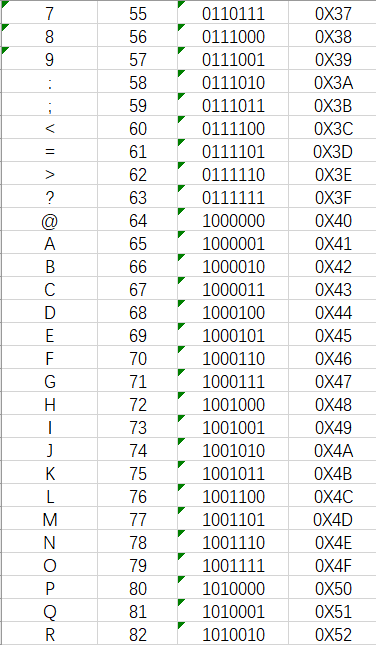 7 55 0110111 0X37
8 56 0111000 0X38
9 57 0111001 0X39
: 58 0111010 0X3A
; 59 0111011 0X3B
< 60 0111100 0X3C
= 61 0111101 0X3D
> 62 0111110 0X3E
? 63 0111111 0X3F
@ 64 1000000 0X40
A 65 1000001 0X41
B 66 1000010 0X42
C 67 1000011 0X43
D 68 1000100 0X44
E 69 1000101 0X45
F 70 1000110 0X46
G 71 1000111 0X47
H 72 1001000 0X48
I 73 1001001 0X49
J 74 1001010 0X4A
K 75 1001011 0X4B
L 76 1001100 0X4C
M 77 1001101 0X4D
N 78 1001110 0X4E
O 79 1001111 0X4F
P 80 1010000 0X50
Q 81 1010001 0X51
R 82 1010010 0X52